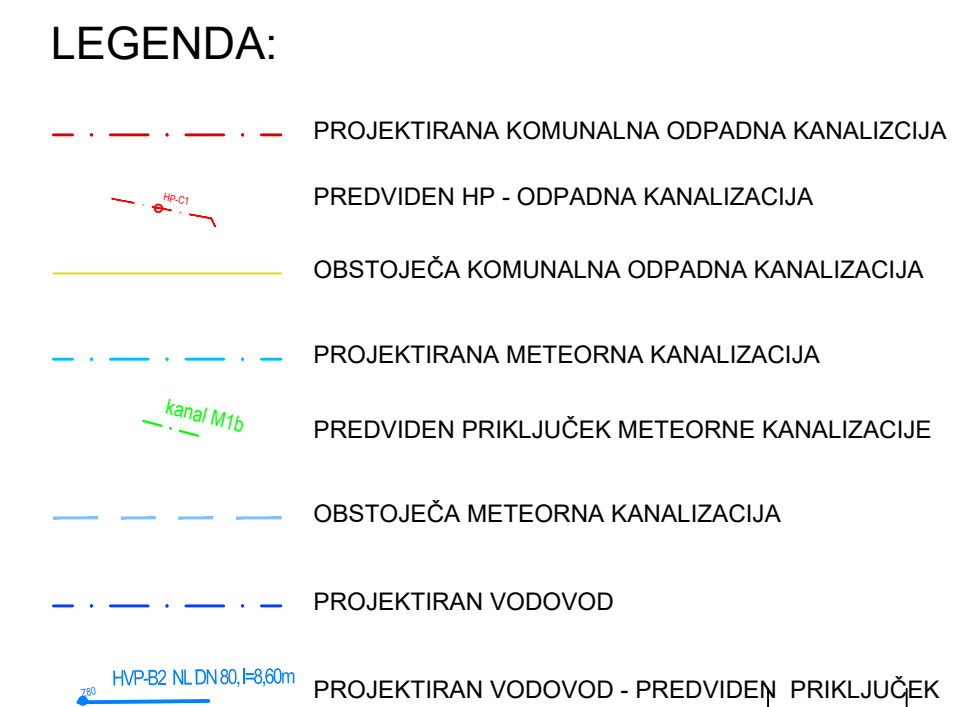 LEGENDA:
PROJEKTIRANA KOMUNALNA ODPADNA KANALIZCIJA
HP-C1
PREDVIDEN HP - ODPADNA KANALIZACIJA
OBSTOJEČA KOMUNALNA ODPADNA KANALIZACIJA
PROJEKTIRANA METEORNA KANALIZACIJA
kanal M1b
PREDVIDEN PRIKLJUČEK METEORNE KANALIZACIJE
OBSTOJEČA METEORNA KANALIZACIJA
PROJEKTIRAN VODOVOD
Z80
HVP-B2 NL DN 80, l=8,60m
PROJEKTIRAN VODOVOD - PREDVIDEN PRIKLJUČEK